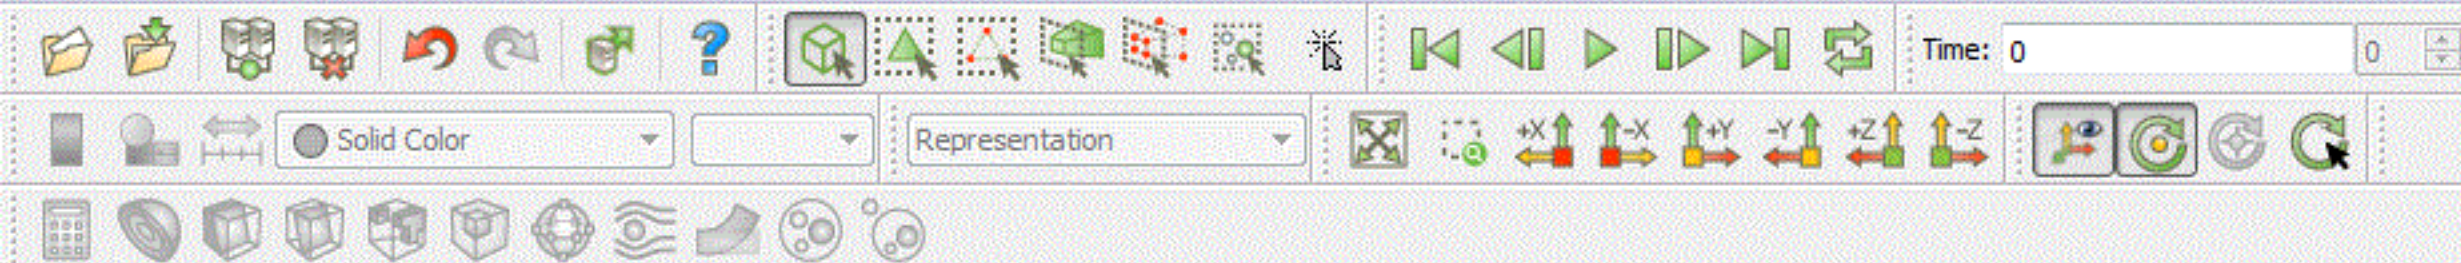 ? Time: 0 0
Solid Color Representation +X -X +Y -Y +Z -Z